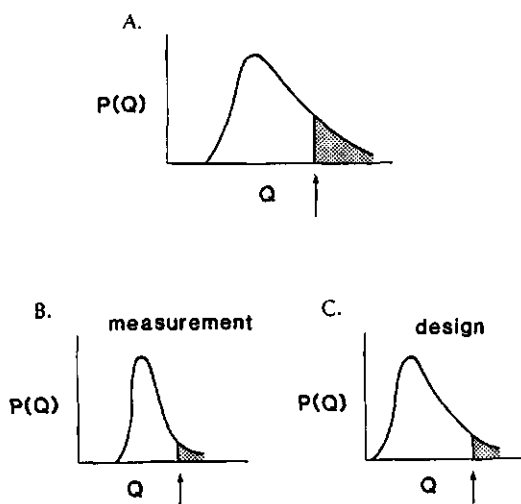 A.
P(Q)
Q
B.
measurement
P(Q)
Q
C.
design
P(Q)
Q